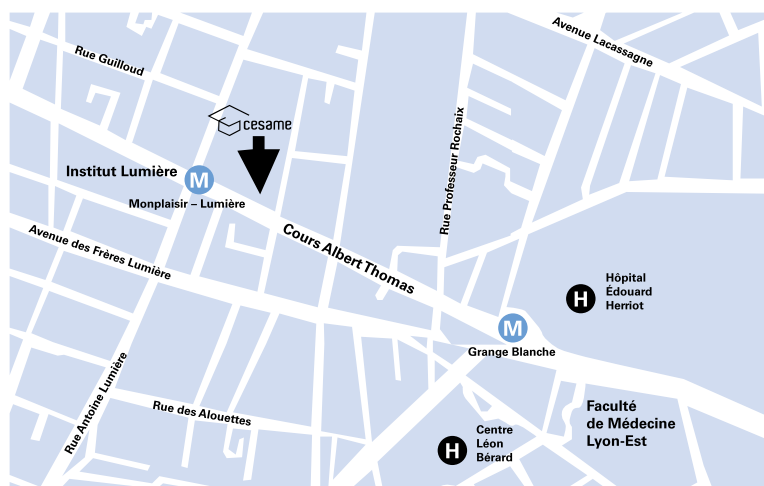 Avenue Lacassagne
Rue Guilloud
cesame
Rue Professeur Rochaix
Institut Lumière
M
Monplaisir – Lumière
Avenue des Frères Lumière
Cours Albert Thomas
H
Hôpital
Édouard
Herriot
M
Grange Blanche
Rue Antoine Lumière
Rue des Alouettes
Faculté
de Médecine
Lyon-Est
H
Centre
Léon
Bérard